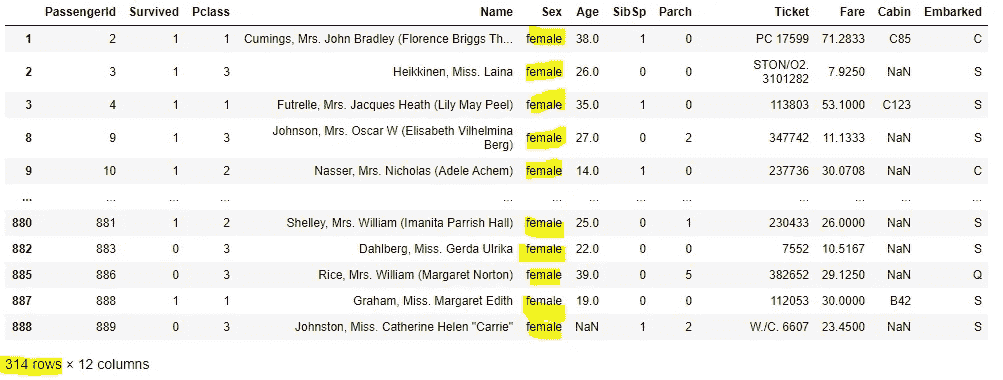 PassengerId Survived Pclass Name Sex Age SibSp Parch Ticket Fare Cabin Embarked
1 2 1 1 Cumings, Mrs. John Bradley (Florence Briggs Th... female 38.0 1 0 PC 17599 71.2833 C85 C
2 3 1 3 Heikkinen, Miss. Laina female 26.0 0 0 STON/O2. 3101282 7.9250 NaN S
3 4 1 1 Futrelle, Mrs. Jacques Heath (Lily May Peel) female 35.0 1 0 113803 53.1000 C123 S
8 9 1 3 Johnson, Mrs. Oscar W (Elisabeth Vilhelmina Berg) female 27.0 0 2 347742 11.1333 NaN S
9 10 1 2 Nasser, Mrs. Nicholas (Adele Achem) female 14.0 1 0 237736 30.0708 NaN C
... ... ... ... ... ... ... ... ... ... ... ... ...
880 881 1 2 Shelley, Mrs. William (Imanita Parrish Hall) female 25.0 0 1 230433 26.0000 NaN S
882 883 0 3 Dahlberg, Miss. Gerda Ulrika female 22.0 0 0 7552 10.5167 NaN S
885 886 0 3 Rice, Mrs. William (Margaret Norton) female 39.0 0 5 382652 29.1250 NaN Q
887 888 1 1 Graham, Miss. Margaret Edith female 19.0 0 0 112053 30.0000 B42 S
888 889 0 3 Johnston, Miss. Catherine Helen "Carrie" female NaN 1 2 W./C. 6607 23.4500 NaN S
314 rows × 12 columns